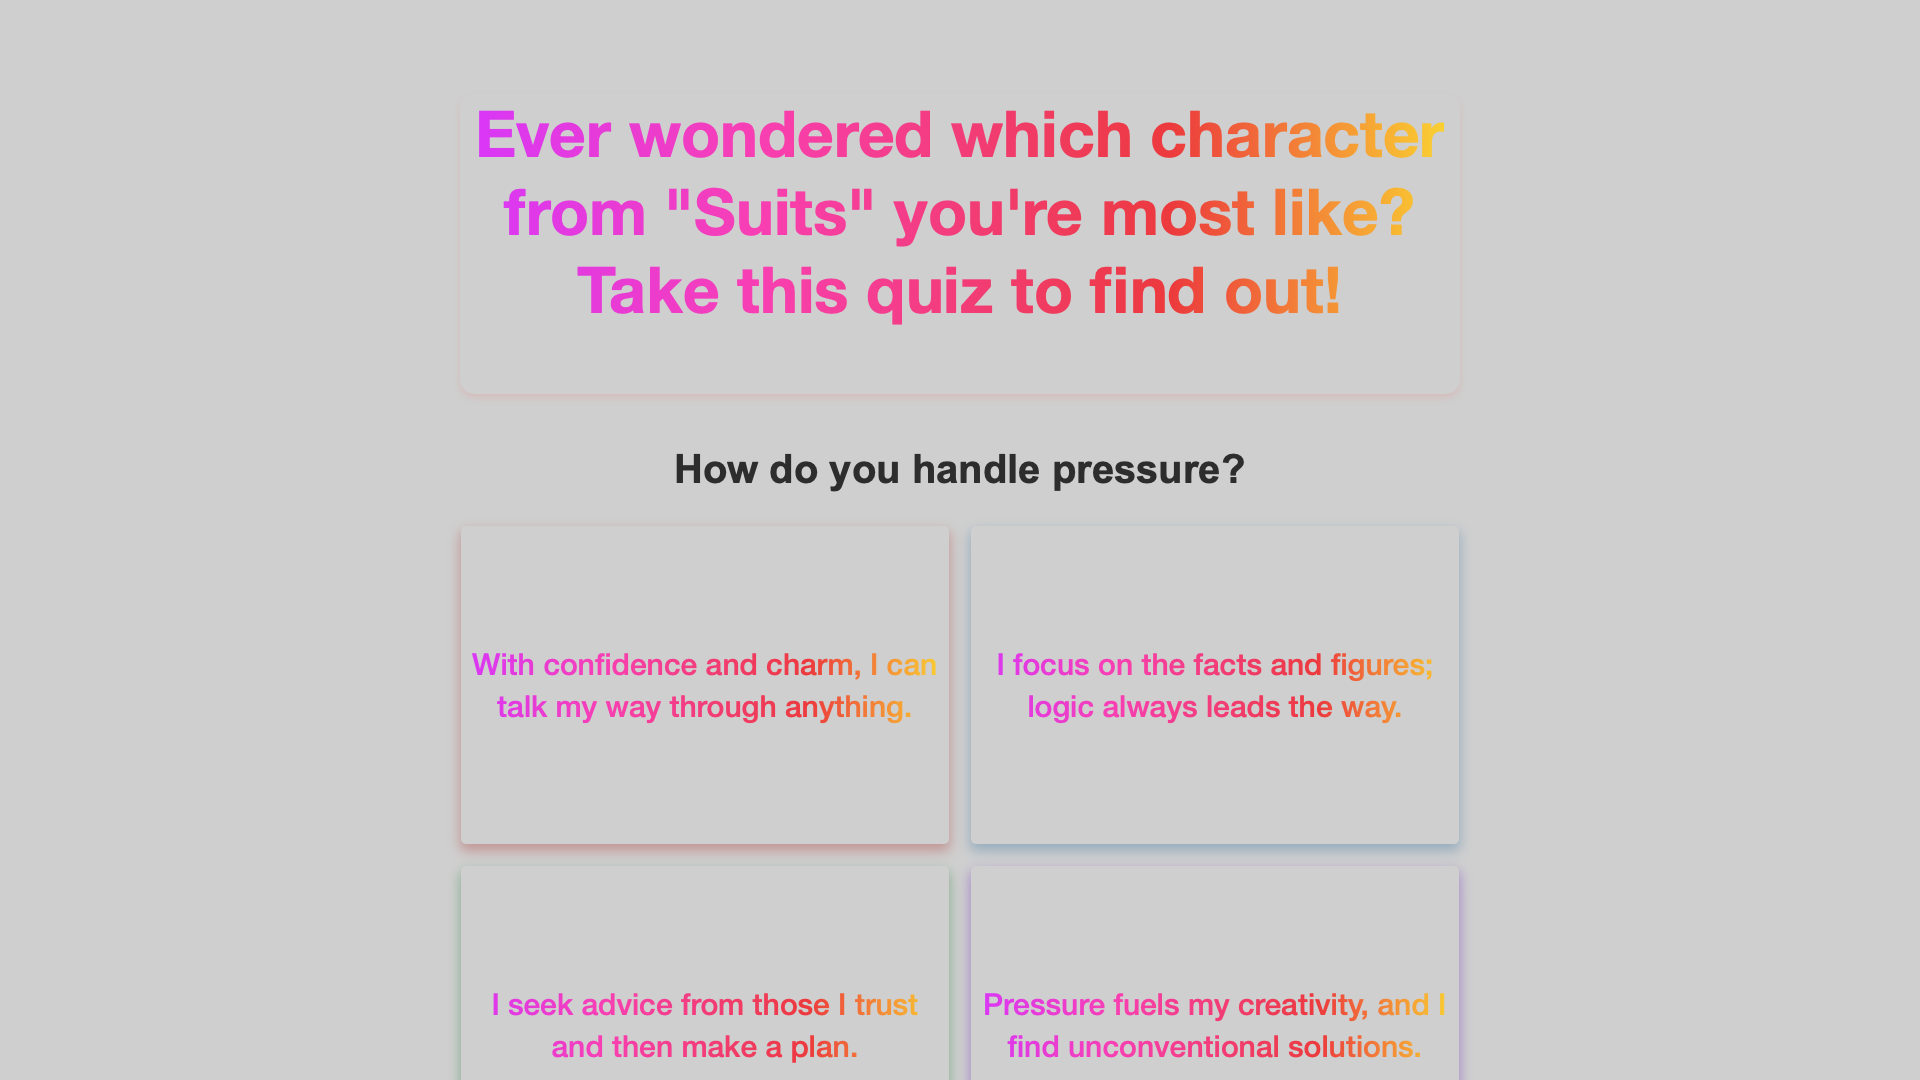 Ever wondered which character
from "Suits" you're most like?
Take this quiz to find out!
How do you handle pressure?
With confidence and charm, I can
talk my way through anything.
I focus on the facts and figures;
logic always leads the way.
I seek advice from those I trust
and then make a plan.
Pressure fuels my creativity, and I
find unconventional solutions.